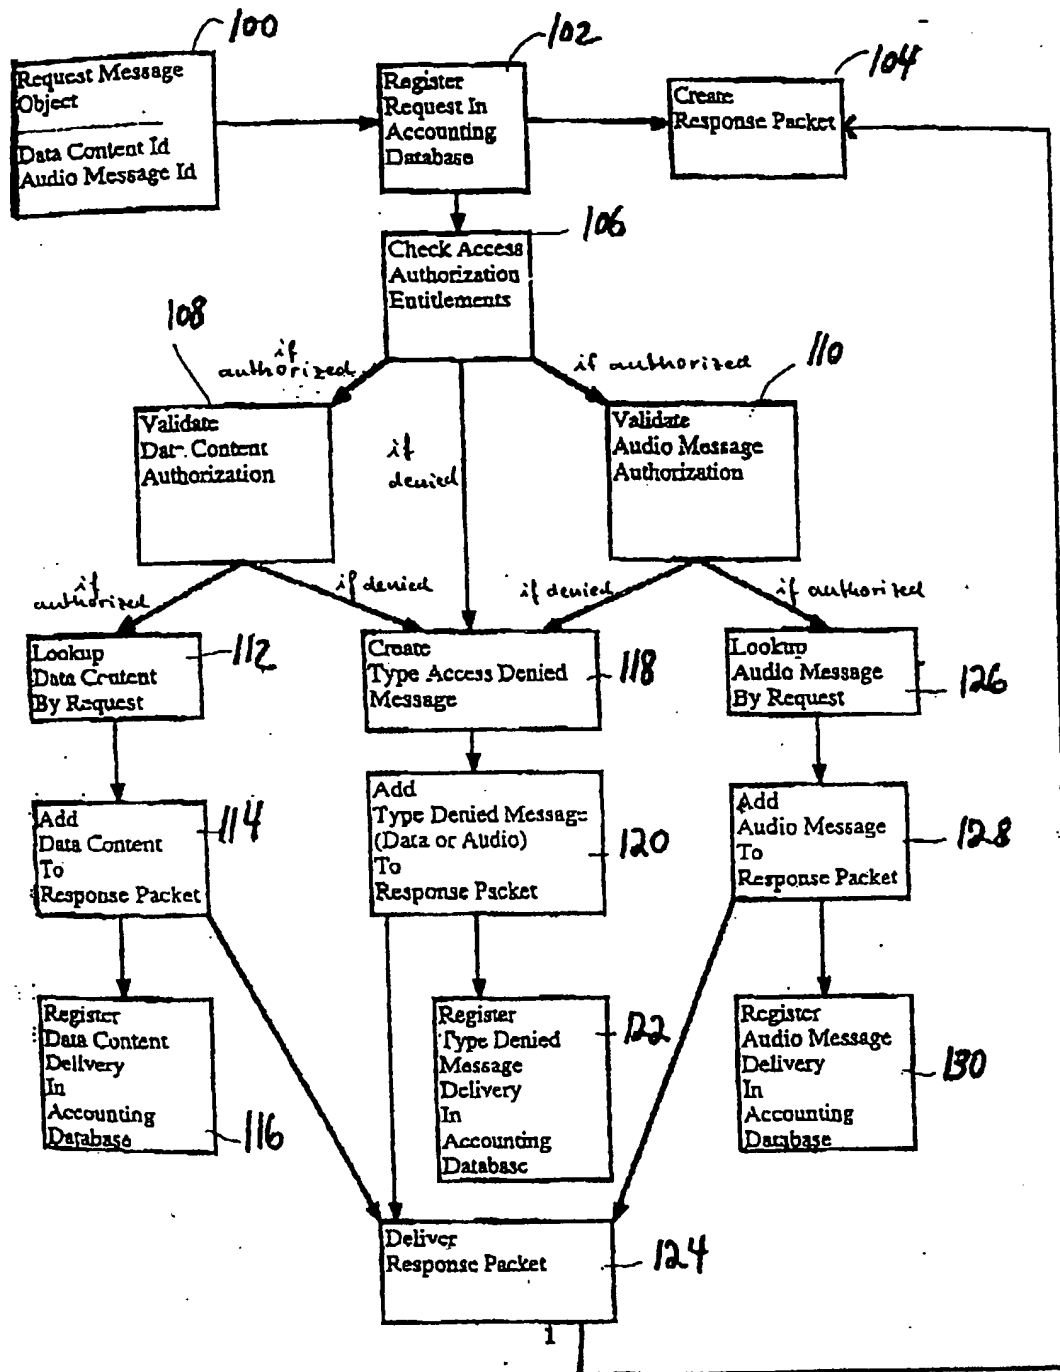 100
Request Message
Object
Data Content Id
Audio Message Id
102
Register
Request In
Accounting
Database
104
Create
Response Packet
106
Check Access
Authorization
Entitlements
108
if
authorized
if authorized
110
Validate
Content
Authorization
if
denied
Validate
Audio Message
Authorization
if
authorized
if denied
if denied
if authorized
Lookup
Data Content
By Request
112
Create
Type Access Denied
Message
118
Lookup
Audio Message
By Request
126
Add
Data Content
To
Response Packet
114
Add
Type Denied Message
(Data or Audio)
To
Response Packet
120
Add
Audio Message
To
Response Packet
128
Register
Data Content
Delivery
In
Accounting
Database
116
Register
Type Denied
Message
Delivery
In
Accounting
Database
122
Register
Audio Message
Delivery
In
Accounting
Database
130
Deliver
Response Packet
124
1